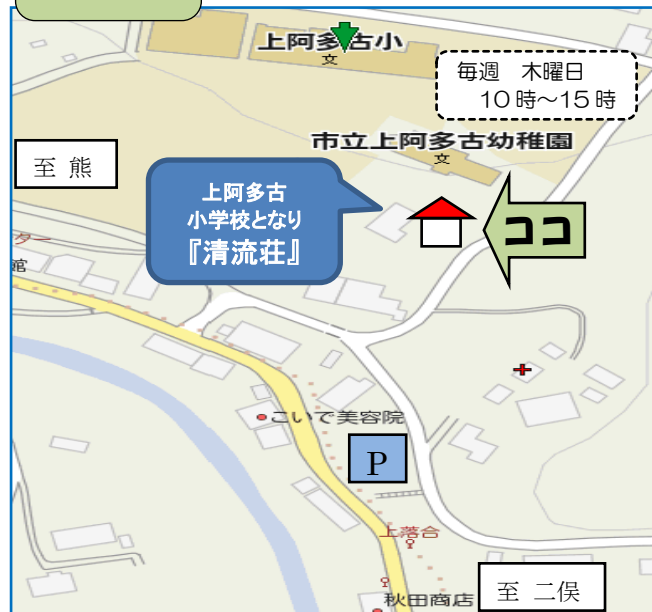 上阿多古小
文
毎週　木曜日
10時～15時
市立上阿多古幼稚園
文
至 熊
上阿多古
小学校となり
『清流荘』
ココ
ター
館
こいで美容院
P
上落合
至 二俣
秋田商店